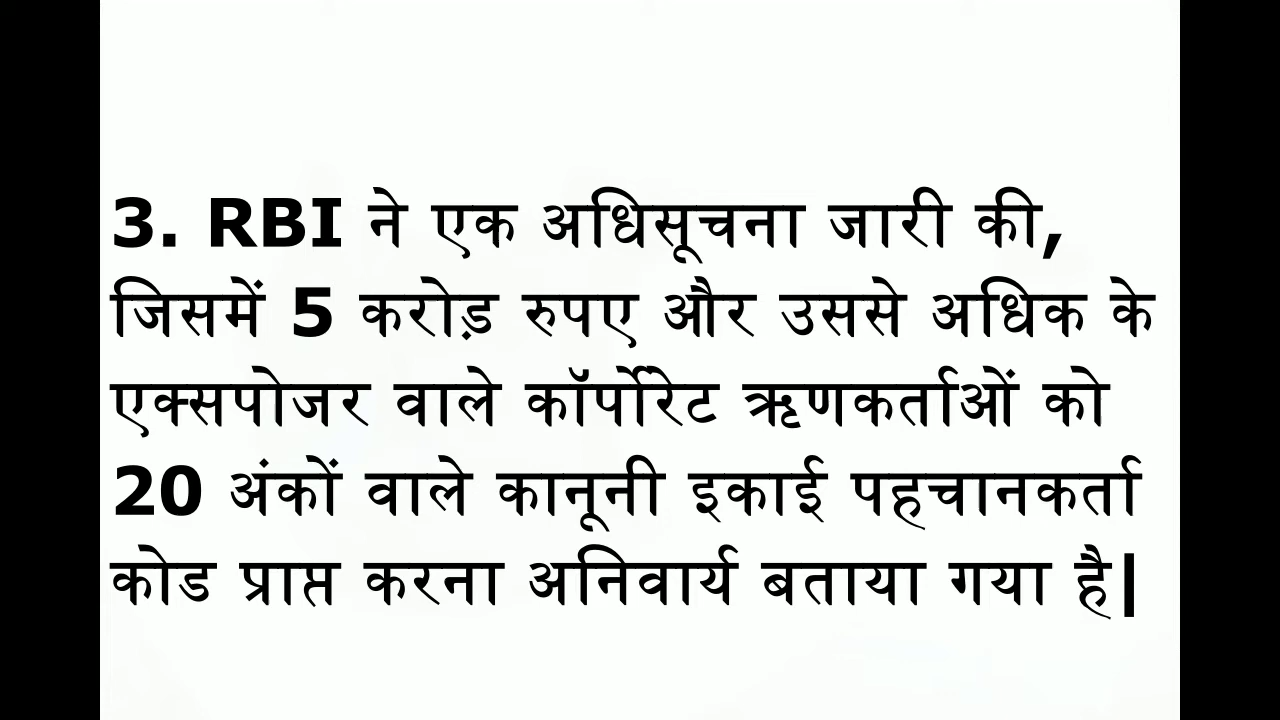 3. RBI ने एक अधिसूचना जारी की,
जिसमें 5 करोड़ रुपए और उससे अधिक के
एक्सपोजर वाले कॉर्पोरेट ऋणकर्ताओं को
20 अंकों वाले कानूनी इकाई पहचानकर्ता
कोड प्राप्त करना अनिवार्य बताया गया है|